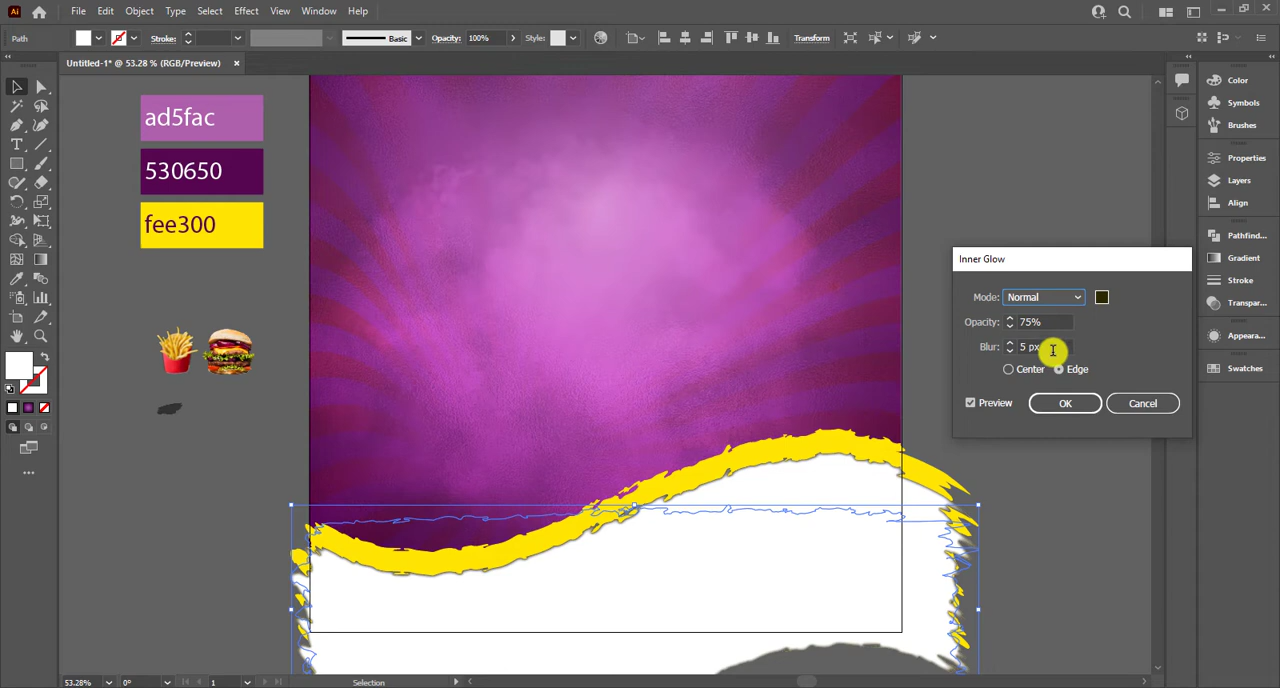 Ai
File Edit Object Type Select Effect View Window Help
Path Stroke: Basic Opacity: 100% Style: Transform
Untitled-1* @ 53.28 % (RGB/Preview) ×
ad5fac
530650
fee300
T
Color
Symbols
Brushes
Properties
Layers
Align
Pathfind...
Gradient
Stroke
Transpar...
Appeara...
Swatches
Inner Glow
Mode: Normal
Opacity: 75%
Blur: 5 px
Center Edge
Preview OK Cancel
53.28% 0° 1 Selection